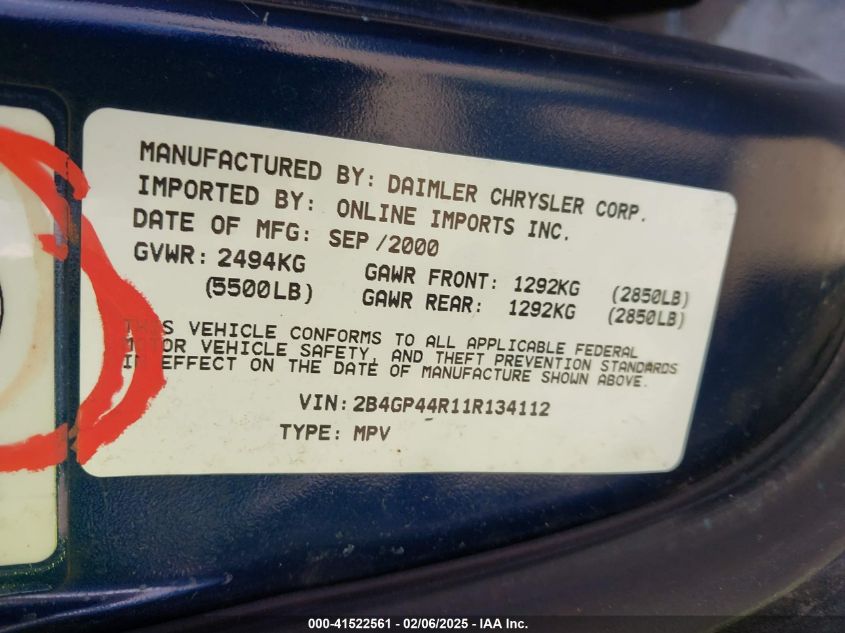 MANUFACTURED BY: DAIMLER CHRYSLER CORP.
IMPORTED BY: ONLINE IMPORTS INC.
DATE OF MFG: SEP /2000
GVWR: 2494KG
(5500LB)
GAWR FRONT: 1292KG (2850LB)
GAWR REAR: 1292KG (2850LB)
THIS VEHICLE CONFORMS TO ALL APPLICABLE FEDERAL
MOTOR VEHICLE SAFETY, AND THEFT PREVENTION STANDARDS
IN EFFECT ON THE DATE OF MANUFACTURE SHOWN ABOVE.
VIN: 2B4GP44R11R134112
TYPE: MPV
000-41522561 - 02/06/2025 - IAA Inc.